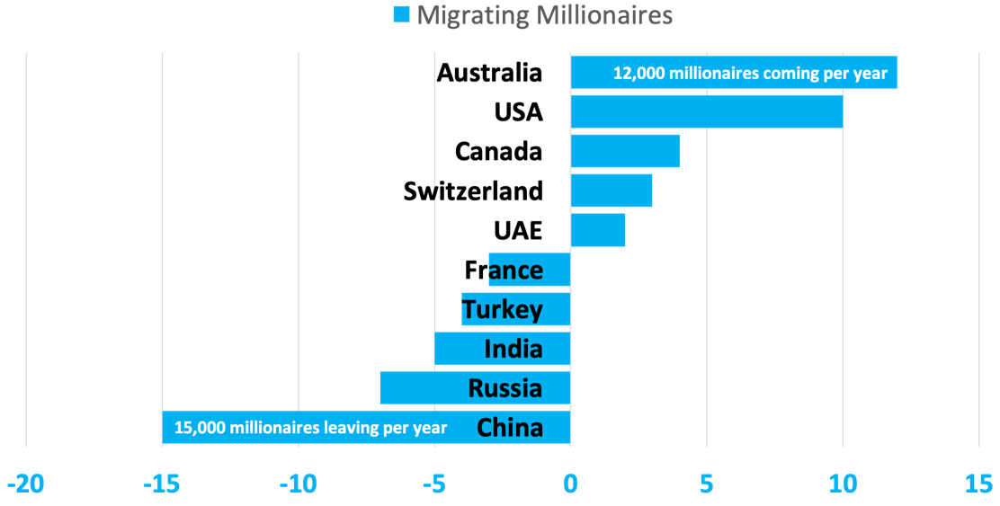 Migrating Millionaires
Australia
12,000 millionaires coming per year
USA
Canada
Switzerland
UAE
France
Turkey
India
Russia
15,000 millionaires leaving per year
China
-20 -15 -10 -5 0 5 10 15